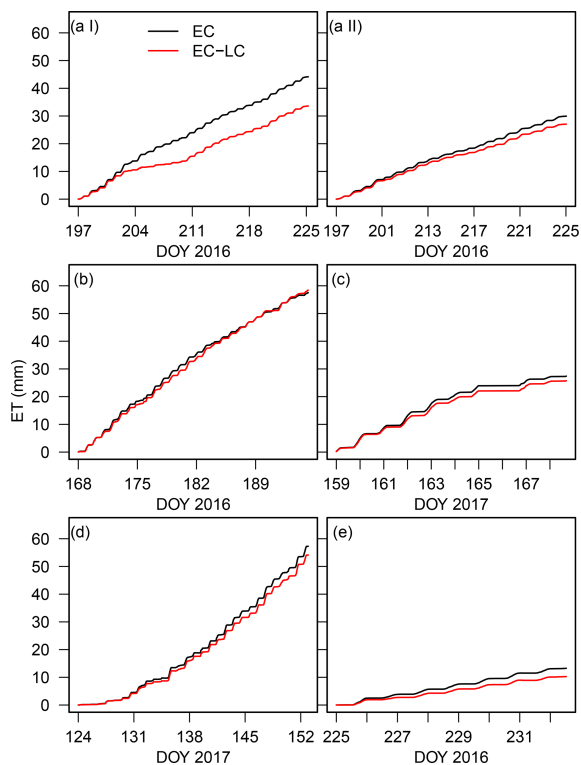 (a I)
EC
EC−LC
(a II)
60
50
40
30
20
10
0
197 204 211 218 225
197 201 213 217 221 225
DOY 2016
DOY 2016
(b)
(c)
ET (mm)
60
50
40
30
20
10
0
168 175 182 189
159 161 163 165 167
DOY 2016
DOY 2017
(d)
(e)
60
50
40
30
20
10
0
124 131 138 145 152
225 227 229 231
DOY 2017
DOY 2016